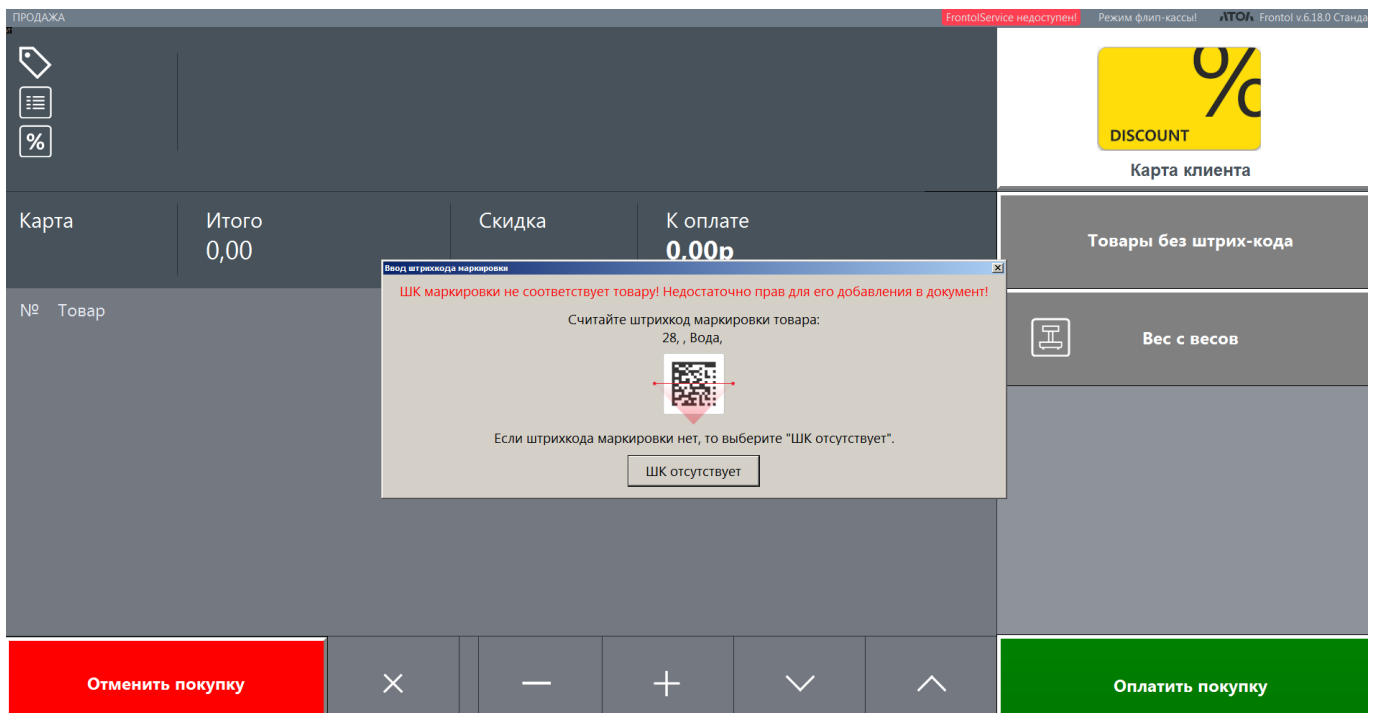 ПРОДАЖА
FrontolService недоступен!
Режим флип-кассы!
АТОЛ Frontol v.6.18.0 Станда
%
DISCOUNT
Карта клиента
Карта
Итого
0,00
Скидка
К оплате
0,00р
Товары без штрих-кода
Вес с весов
№ Товар
Ввод штрихкода маркировки
ШК маркировки не соответствует товару! Недостаточно прав для его добавления в документ!
Считайте штрихкод маркировки товара:
28, , Вода,
Если штрихкода маркировки нет, то выберите "ШК отсутствует".
ШК отсутствует
Отменить покупку
Оплатить покупку